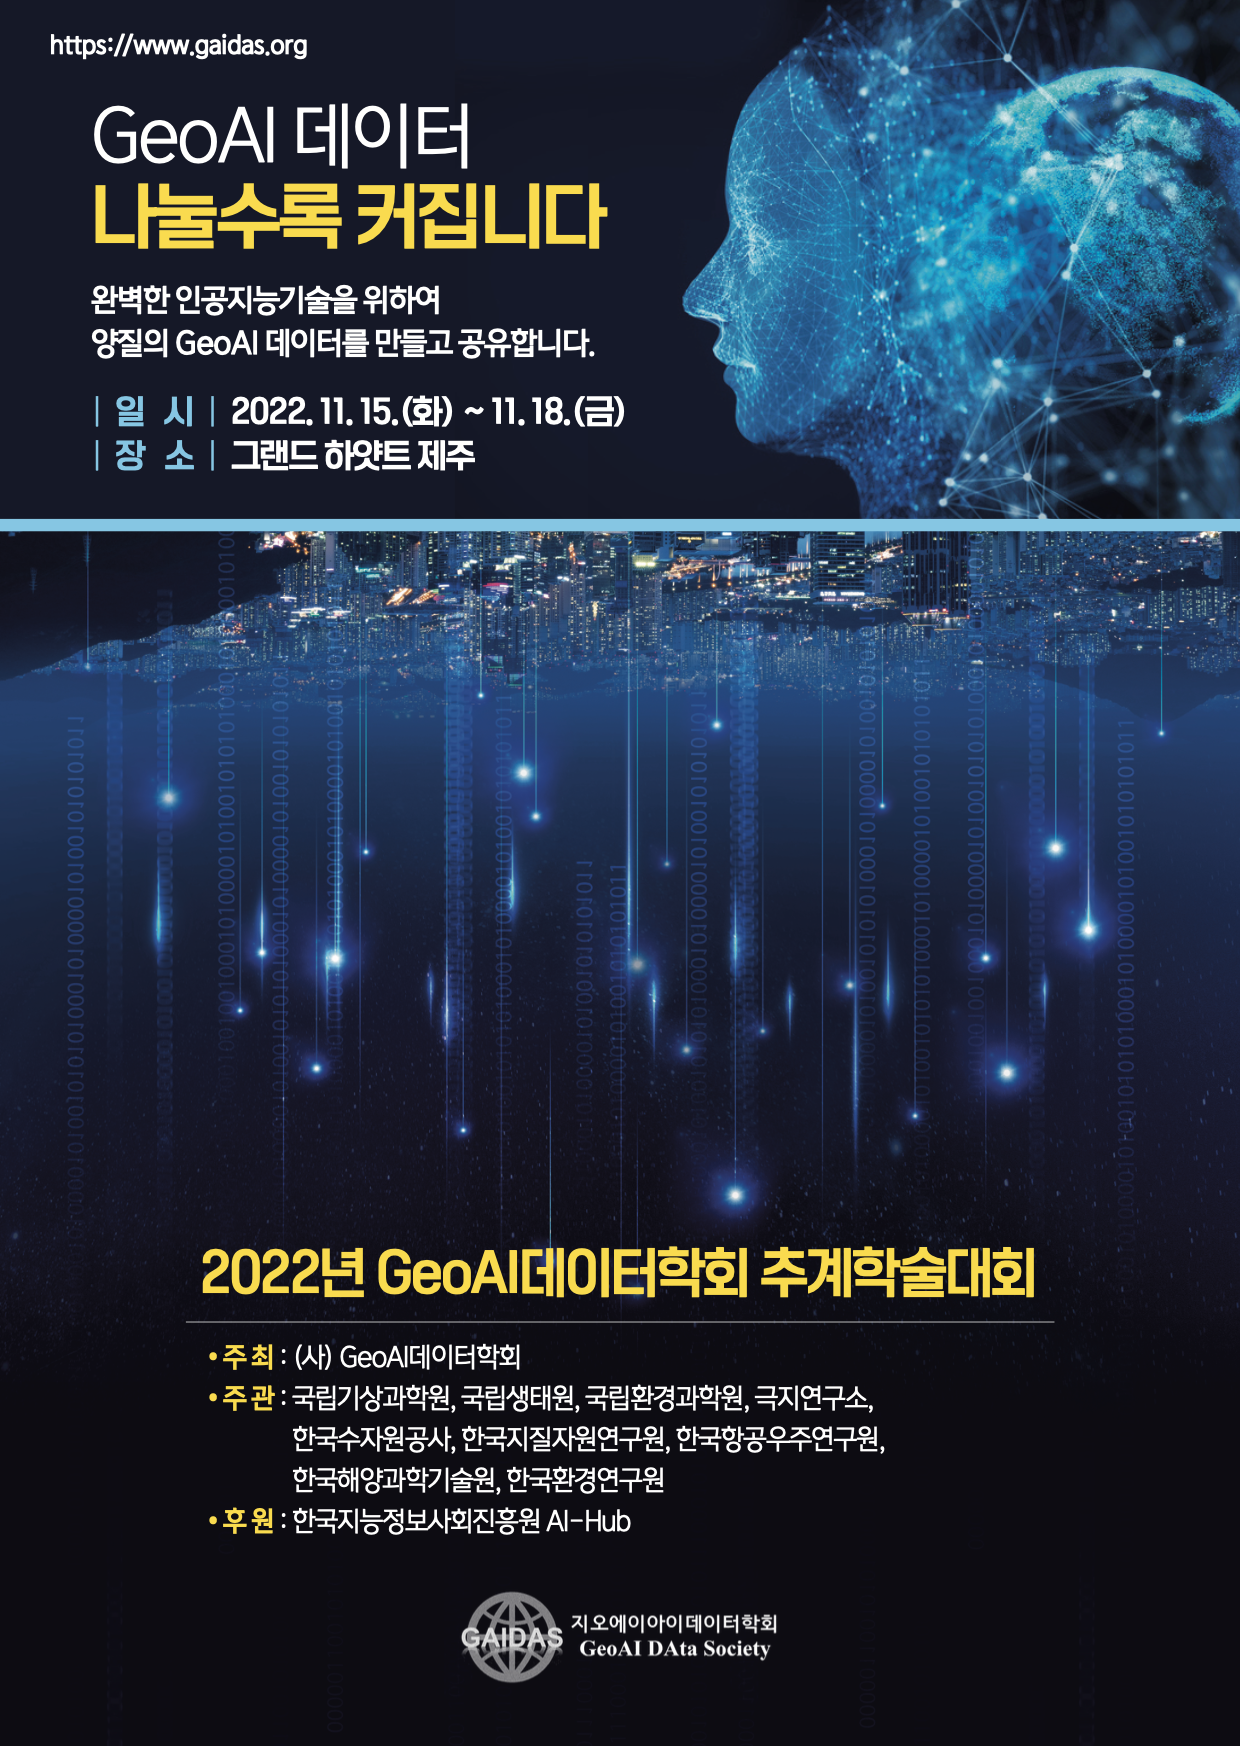 https://www.gaidas.org
GeoAI 데이터
나눌수록 커집니다
완벽한 인공지능기술을 위하여
양질의 GeoAI 데이터를 만들고 공유합니다.
| 일 시 | 2022. 11. 15.(화) ~ 11. 18.(금)
| 장 소 | 그랜드 하얏트 제주
2022년 GeoAI데이터학회 추계학술대회
• 주 최 : (사) GeoAI데이터학회
• 주 관 : 국립기상과학원, 국립생태원, 국립환경과학원, 극지연구소,
한국수자원공사, 한국지질자원연구원, 한국항공우주연구원,
한국해양과학기술원, 한국환경연구원
• 후 원 : 한국지능정보사회진흥원 AI-Hub
GAIDAS
지오에이아이데이터학회
GeoAI DAta Society